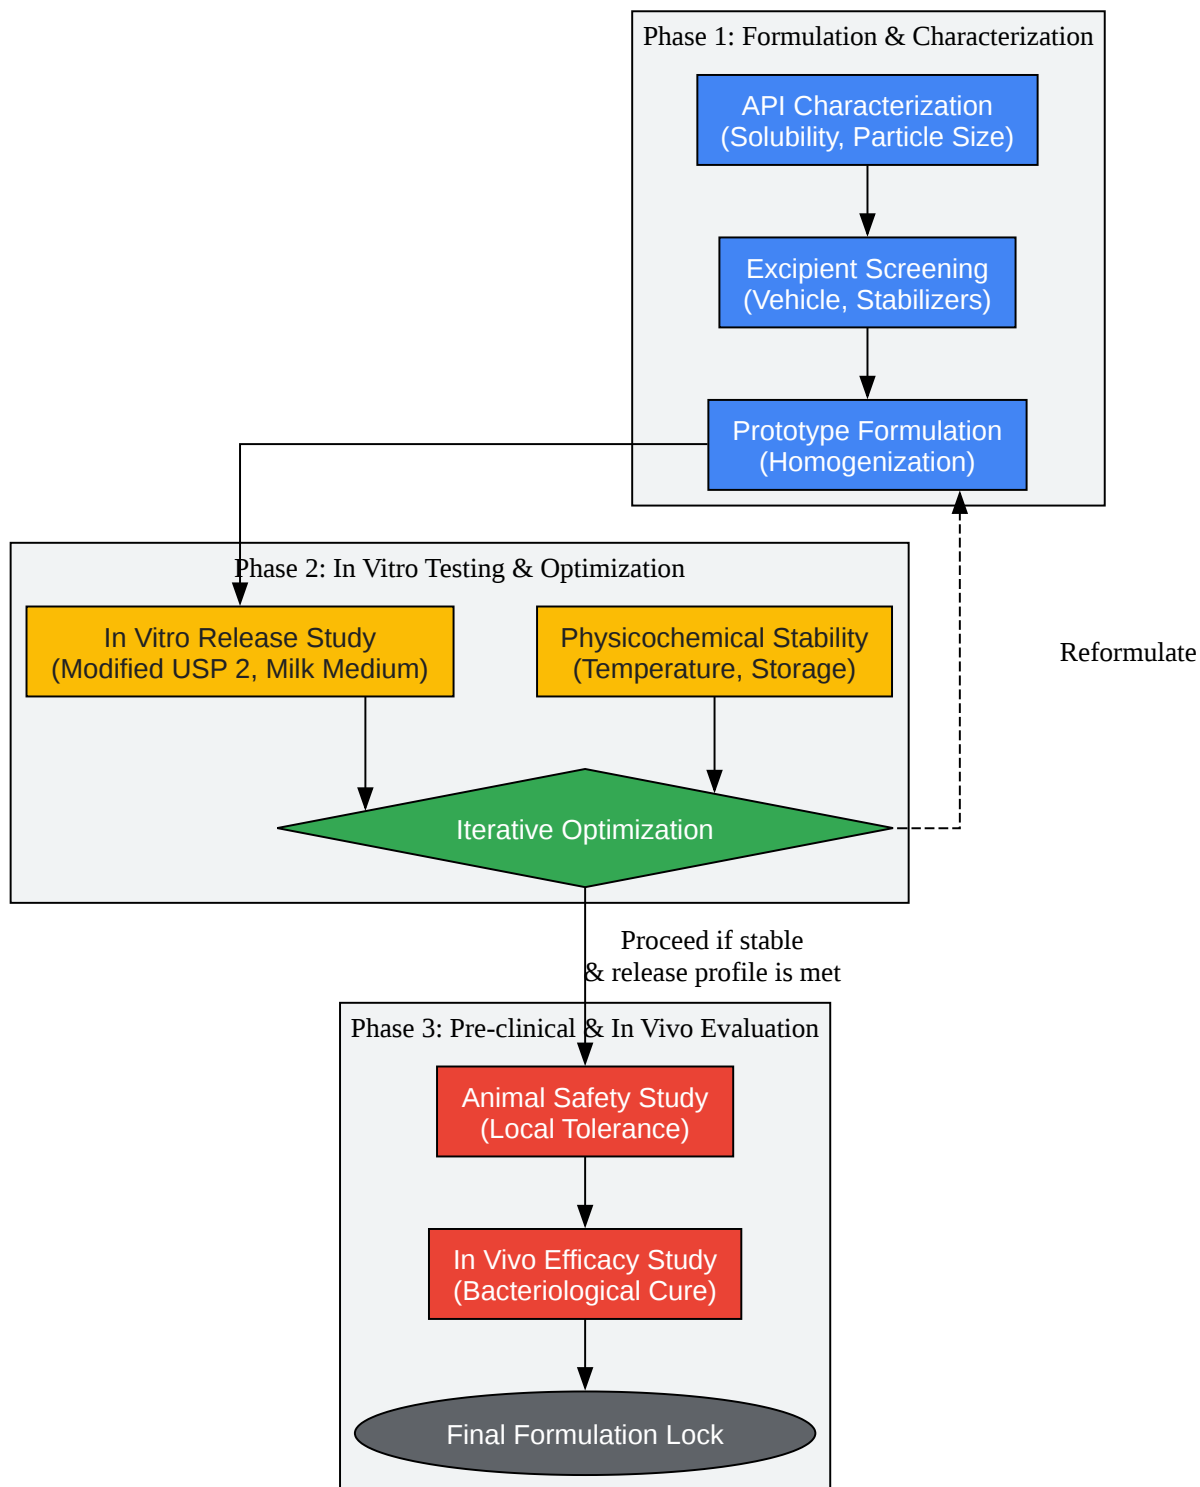 Phase 1: Formulation & Characterization
API Characterization
(Solubility, Particle Size)
Excipient Screening
(Vehicle, Stabilizers)
Prototype Formulation
(Homogenization)
Phase 2: In Vitro Testing & Optimization
In Vitro Release Study
(Modified USP 2, Milk Medium)
Physicochemical Stability
(Temperature, Storage)
Reformulate
Iterative Optimization
Proceed if stable
& release profile is met
Phase 3: Pre-clinical & In Vivo Evaluation
Animal Safety Study
(Local Tolerance)
In Vivo Efficacy Study
(Bacteriological Cure)
Final Formulation Lock